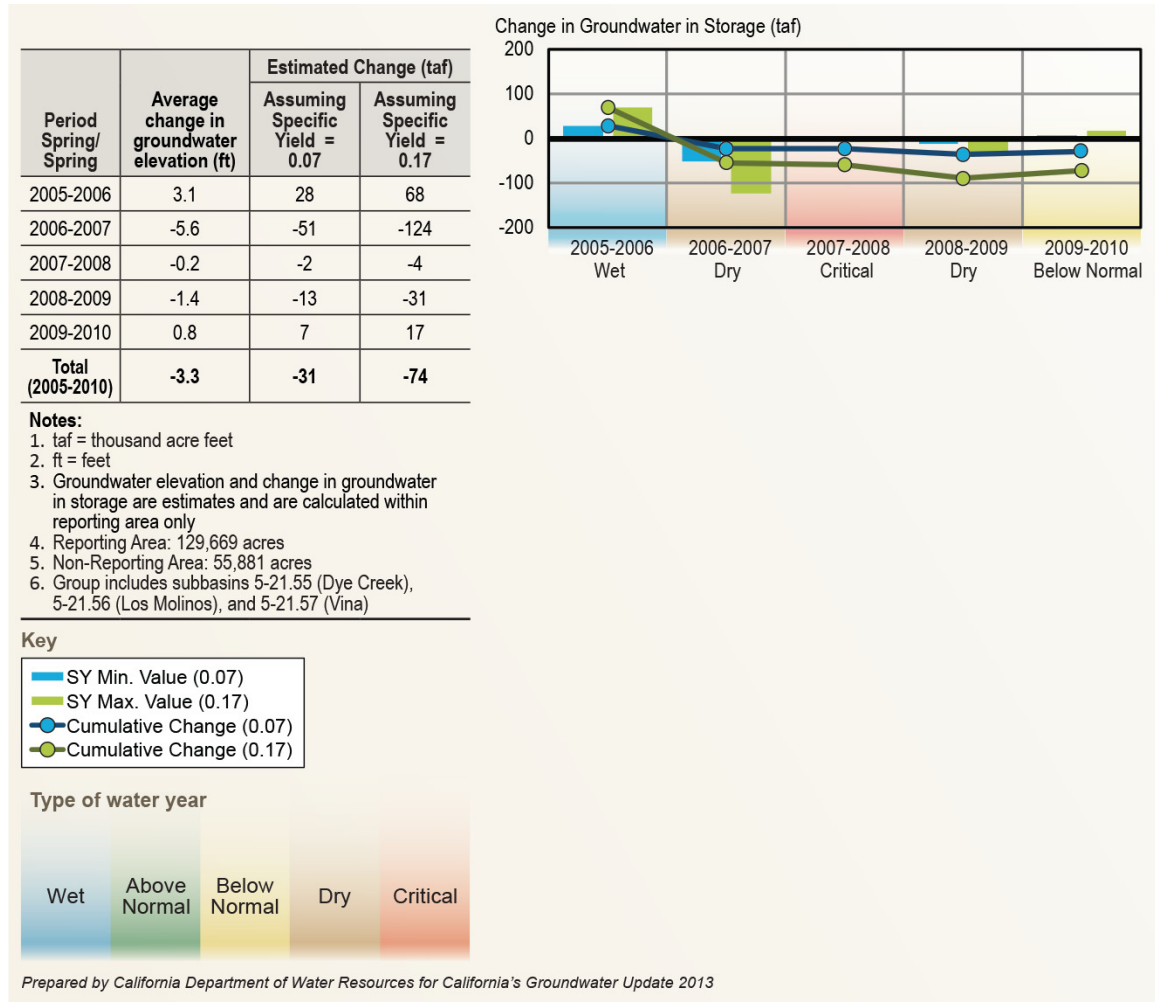 Period Spring/ Spring
Average change in groundwater elevation (ft)
Estimated Change (taf)
Assuming Specific Yield = 0.07
Assuming Specific Yield = 0.17
2005-2006 3.1 28 68
2006-2007 -5.6 -51 -124
2007-2008 -0.2 -2 -4
2008-2009 -1.4 -13 -31
2009-2010 0.8 7 17
Total (2005-2010) -3.3 -31 -74
Notes:
1. taf = thousand acre feet
2. ft = feet
3. Groundwater elevation and change in groundwater
in storage are estimates and are calculated within
reporting area only
4. Reporting Area: 129,669 acres
5. Non-Reporting Area: 55,881 acres
6. Group includes subbasins 5-21.55 (Dye Creek),
5-21.56 (Los Molinos), and 5-21.57 (Vina)
Change in Groundwater in Storage (taf)
200
100
0
-100
-200
2005-2006 2006-2007 2007-2008 2008-2009 2009-2010
Wet Dry Critical Dry Below Normal
Key
SY Min. Value (0.07)
SY Max. Value (0.17)
Cumulative Change (0.07)
Cumulative Change (0.17)
Type of water year
Wet
Above
Normal
Below
Normal
Dry
Critical
Prepared by California Department of Water Resources for California's Groundwater Update 2013